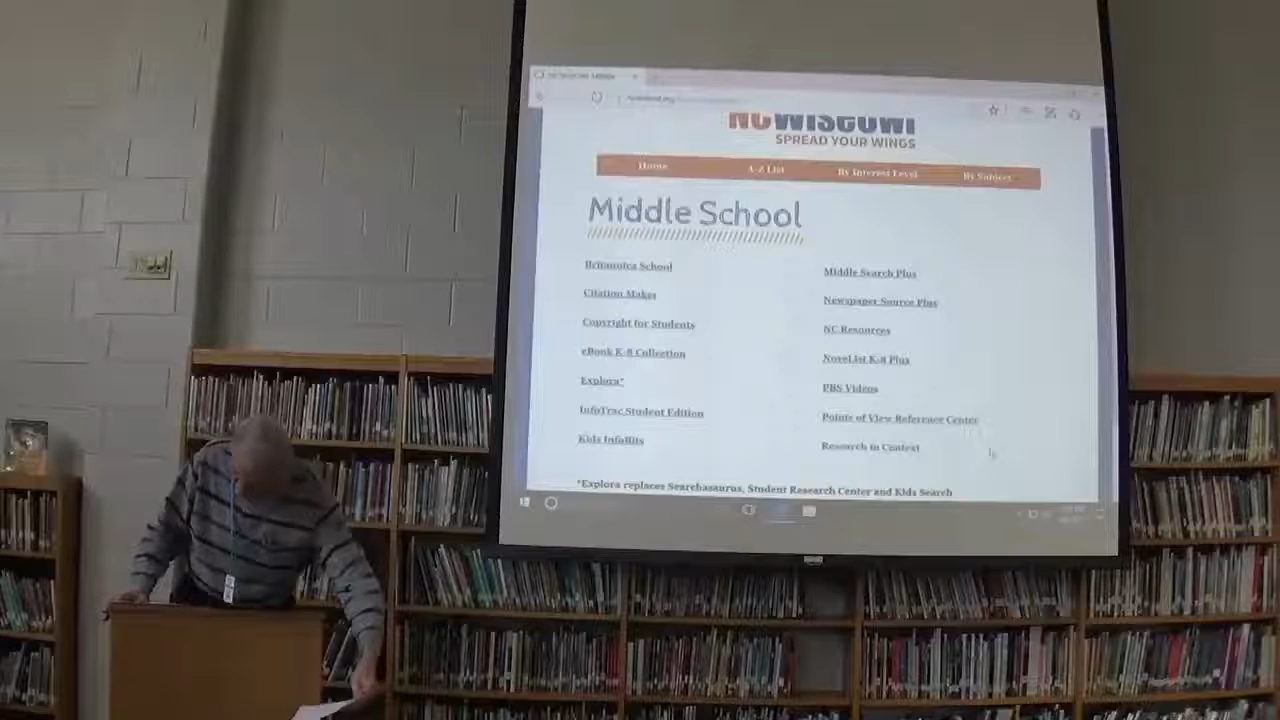 NCWISEOWL
SPREAD YOUR WINGS
Home A-Z List By Interest Level By Subject
Middle School
Britannica School
Citation Maker
Copyright for Students
eBook K-8 Collection
Explora*
InfoTrac Student Edition
Kids InfoBits
Middle Search Plus
Newspaper Source Plus
NC Resources
NoveList K-8 Plus
PBS Videos
Points of View Reference Center
Research in Context
*Explora replaces Searchasaurus, Student Research Center and Kids Search